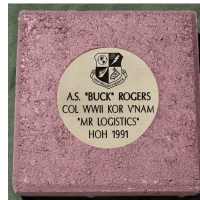 A.S. "BUCK" ROGERS
COL WWII KOR V'NAM
"MR LOGISTICS"
HOH 1991